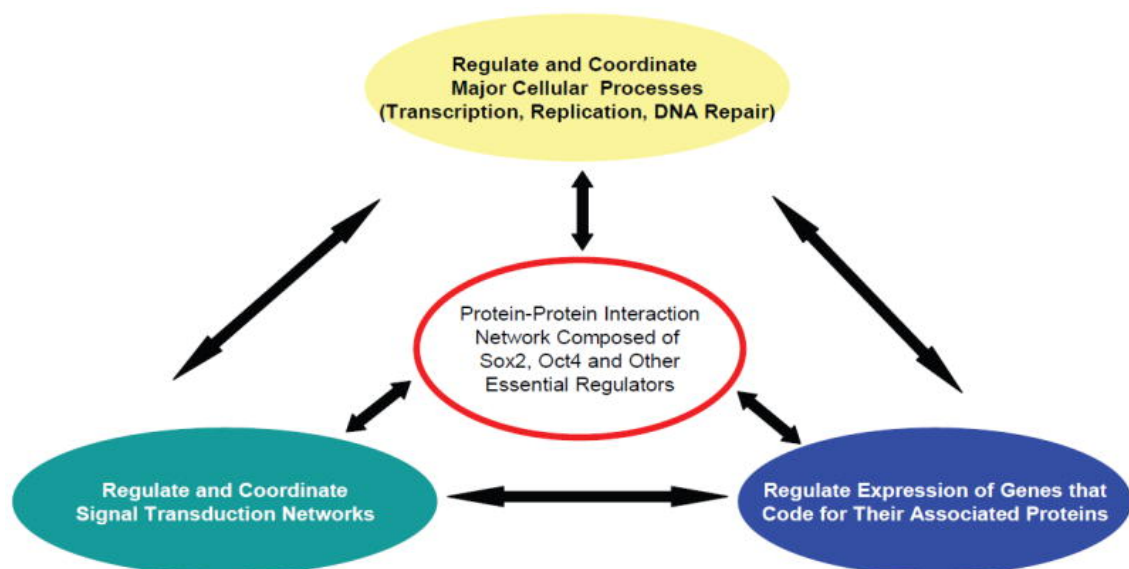 Regulate and Coordinate
Major Cellular Processes
(Transcription, Replication, DNA Repair)
Protein-Protein Interaction
Network Composed of
Sox2, Oct4 and Other
Essential Regulators
Regulate and Coordinate
Signal Transduction Networks
Regulate Expression of Genes that
Code for Their Associated Proteins